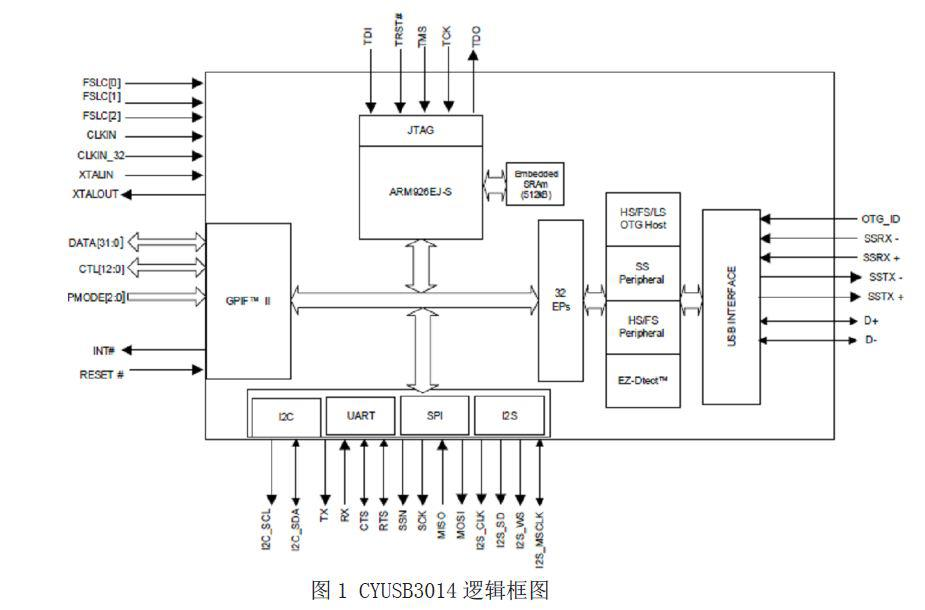 TDI
TRST#
TMS
TCK
TDO
FSLC[0]
FSLC[1]
FSLC[2]
CLKIN
CLKIN_32
XTALIN
XTALOUT
JTAG
ARM926EJ-S
Embedded
SRAm
(512kB)
DATA[31:0]
CTL[12:0]
PMODE[2:0]
INT#
RESET #
GPIF™ II
32
EPs
HS/FS/LS
OTG Host
SS
Peripheral
HS/FS
Peripheral
EZ-Dtect™
USB INTERFACE
OTG_ID
SSRX -
SSRX +
SSTX -
SSTX +
D+
D-
I2C
UART
SPI
I2S
I2C_SCL
I2C_SDA
TX
RX
CTS
RTS
SSN
SCK
MISO
MOSI
I2S_CLK
I2S_SD
I2S_WS
I2S_MSCLK
图 1 CYUSB3014 逻辑框图